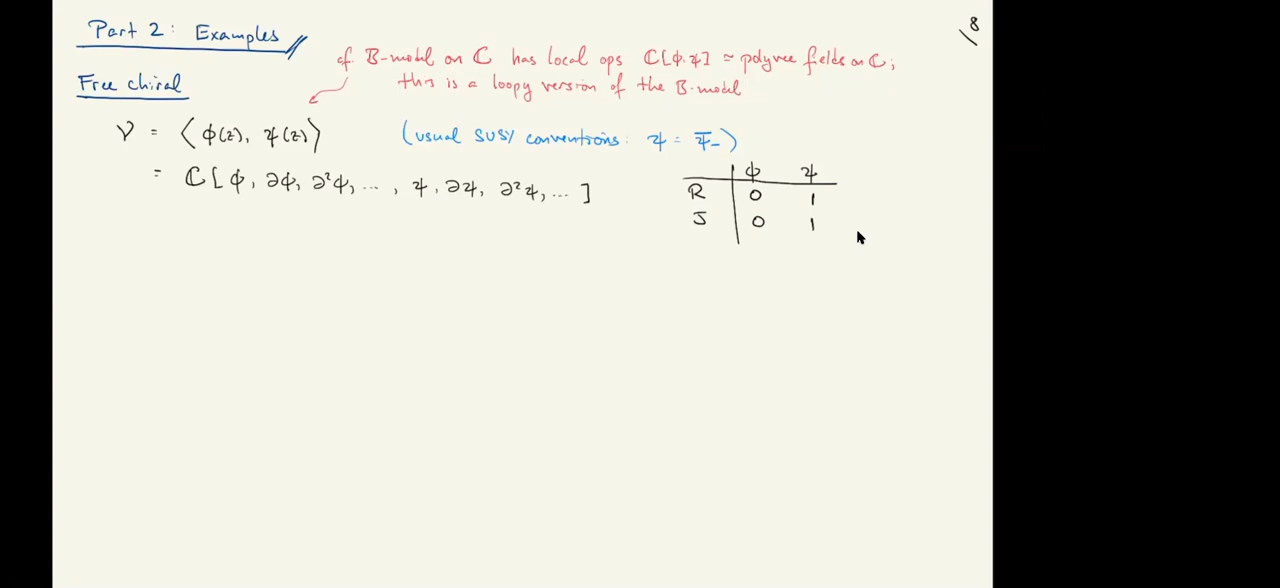 8
Part 2: Examples
cf. B-model on ℂ has local ops ℂ[φ,ψ] ≃ polyvec fields on ℂ;
this is a loopy version of the B-model
Free chiral
𝒱 = ⟨ φ(z), ψ(z) ⟩ (usual SUSY conventions: ψ = ψ̄₋)
= ℂ[φ, ∂φ, ∂²φ, ..., ψ, ∂ψ, ∂²ψ, ...]
φ ψ
R 0 1
J 0 1